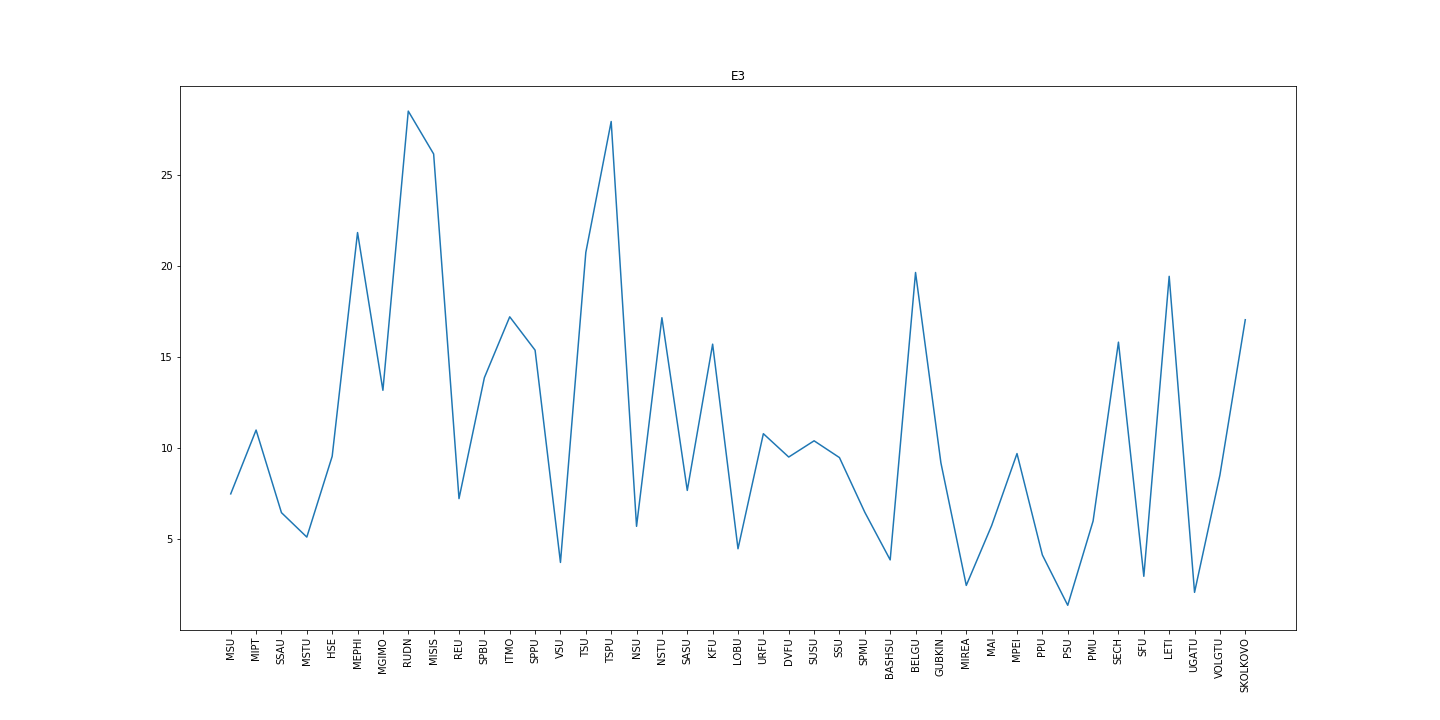 E3
25
20
15
10
5
MSU
MIPT
SSAU
MSTU
HSE
MEPHI
MGIMO
RUDN
MISIS
REU
SPBU
ITMO
SPPU
VSU
TSU
TSPU
NSU
NSTU
SASU
KFU
LOBU
URFU
DVFU
SUSU
SSU
SPMU
BASHSU
BELGU
GUBKIN
MIREA
MAI
MPEI
PPU
PSU
PMU
SECH
SFU
LETI
UGATU
VOLGTU
SKOLKOVO